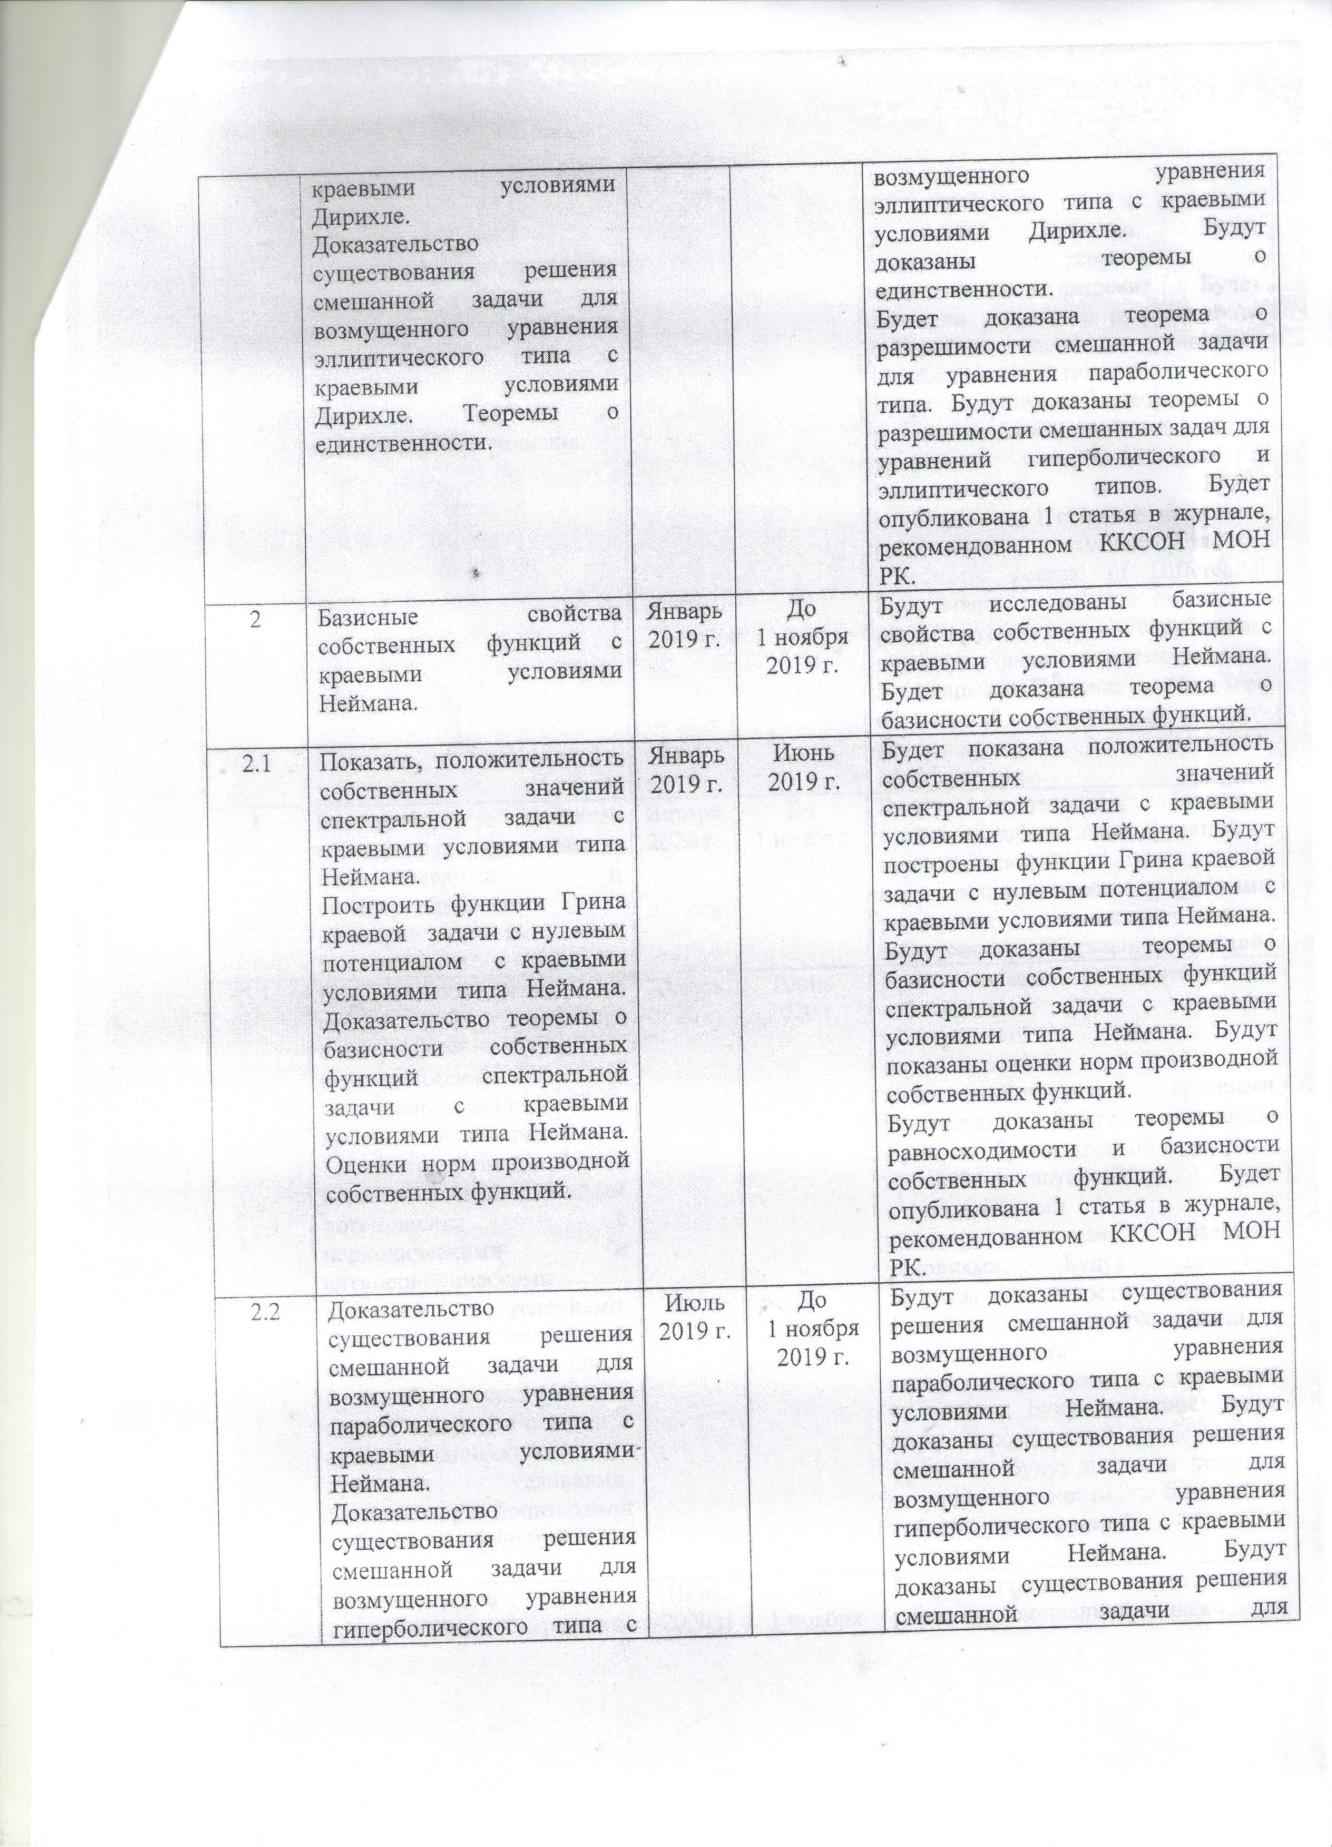 краевыми условиями
Дирихле.
Доказательство
существования решения
смешанной задачи для
возмущенного уравнения
эллиптического типа с
краевыми условиями
Дирихле. Теоремы о
единственности.
возмущенного уравнения
эллиптического типа с краевыми
условиями Дирихле. Будут
доказаны теоремы о
единственности.
Будет доказана теорема о
разрешимости смешанной задачи
для уравнения параболического
типа. Будут доказаны теоремы о
разрешимости смешанных задач для
уравнений гиперболического и
эллиптического типов. Будет
опубликована 1 статья в журнале,
рекомендованном ККСОН МОН
РК.
2
Базисные свойства
собственных функций с
краевыми условиями
Неймана.
Январь
2019 г.
До
1 ноября
2019 г.
Будут исследованы базисные
свойства собственных функций с
краевыми условиями Неймана.
Будет доказана теорема о
базисности собственных функций.
2.1
Показать, положительность
собственных значений
спектральной задачи с
краевыми условиями типа
Неймана.
Построить функции Грина
краевой задачи с нулевым
потенциалом с краевыми
условиями типа Неймана.
Доказательство теоремы о
базисности собственных
функций спектральной
задачи с краевыми
условиями типа Неймана.
Оценки норм производной
собственных функций.
Январь
2019 г.
Июнь
2019 г.
Будет показана положительность
собственных значений
спектральной задачи с краевыми
условиями типа Неймана. Будут
построены функции Грина краевой
задачи с нулевым потенциалом с
краевыми условиями типа Неймана.
Будут доказаны теоремы о
базисности собственных функций
спектральной задачи с краевыми
условиями типа Неймана. Будут
показаны оценки норм производной
собственных функций.
Будут доказаны теоремы о
равносходимости и базисности
собственных функций. Будет
опубликована 1 статья в журнале,
рекомендованном ККСОН МОН
РК.
2.2
Доказательство
существования решения
смешанной задачи для
возмущенного уравнения
параболического типа с
краевыми условиями
Неймана.
Доказательство
существования решения
смешанной задачи для
возмущенного уравнения
гиперболического типа с
Июль
2019 г.
До
1 ноября
2019 г.
Будут доказаны существования
решения смешанной задачи для
возмущенного уравнения
параболического типа с краевыми
условиями Неймана. Будут
доказаны существования решения
смешанной задачи для
возмущенного уравнения
гиперболического типа с краевыми
условиями Неймана. Будут
доказаны существования решения
смешанной задачи для